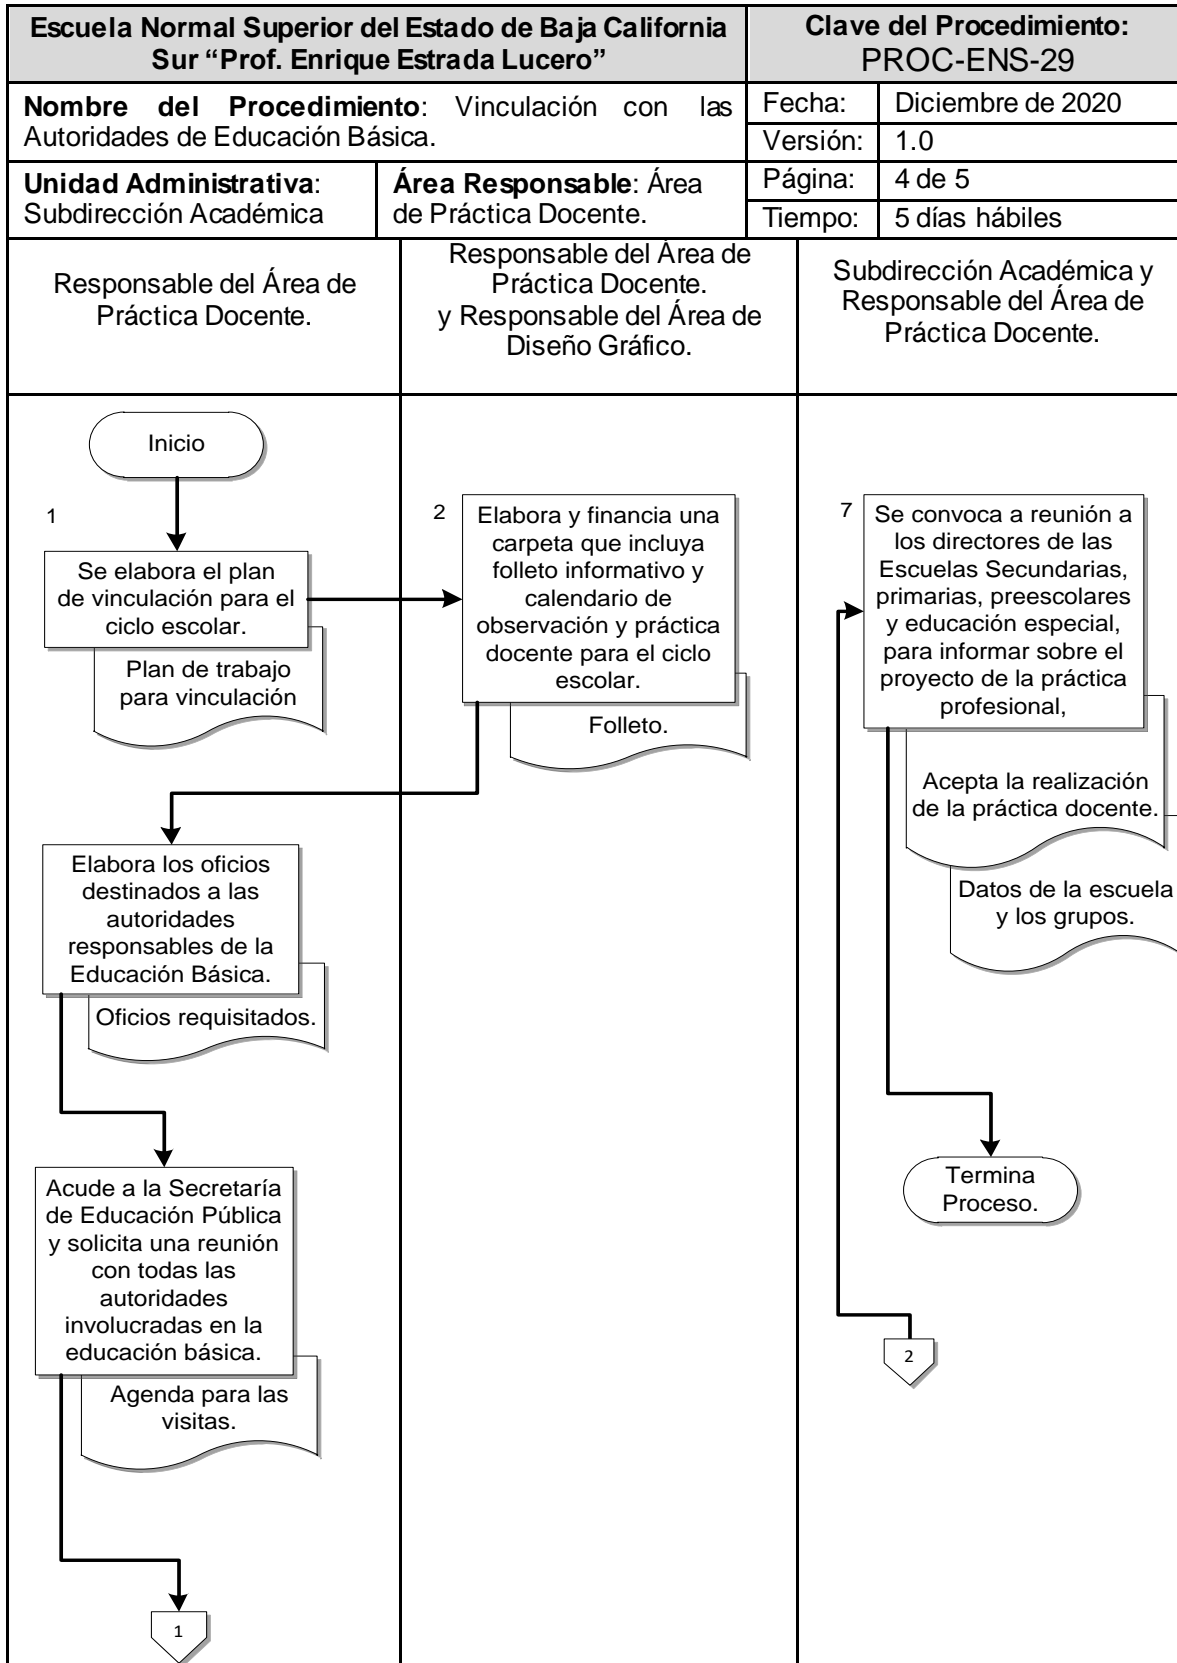 Escuela Normal Superior del Estado de Baja California
Sur “Prof. Enrique Estrada Lucero”
Clave del Procedimiento:
PROC-ENS-29
Nombre del Procedimiento: Vinculación con las
Autoridades de Educación Básica.
Fecha: Diciembre de 2020
Versión: 1.0
Unidad Administrativa:
Subdirección Académica
Área Responsable: Área
de Práctica Docente.
Página: 4 de 5
Tiempo: 5 días hábiles
Responsable del Área de
Práctica Docente.
Responsable del Área de
Práctica Docente.
y Responsable del Área de
Diseño Gráfico.
Subdirección Académica y
Responsable del Área de
Práctica Docente.
Inicio
1
Se elabora el plan
de vinculación para el
ciclo escolar.
Plan de trabajo
para vinculación
2
Elabora y financia una
carpeta que incluya
folleto informativo y
calendario de
observación y práctica
docente para el ciclo
escolar.
Folleto.
Elabora los oficios
destinados a las
autoridades
responsables de la
Educación Básica.
Oficios requisitados.
Acude a la Secretaría
de Educación Pública
y solicita una reunión
con todas las
autoridades
involucradas en la
educación básica.
Agenda para las
visitas.
1
7
Se convoca a reunión a
los directores de las
Escuelas Secundarias,
primarias, preescolares
y educación especial,
para informar sobre el
proyecto de la práctica
profesional,
Acepta la realización
de la práctica docente.
Datos de la escuela
y los grupos.
Termina
Proceso.
2